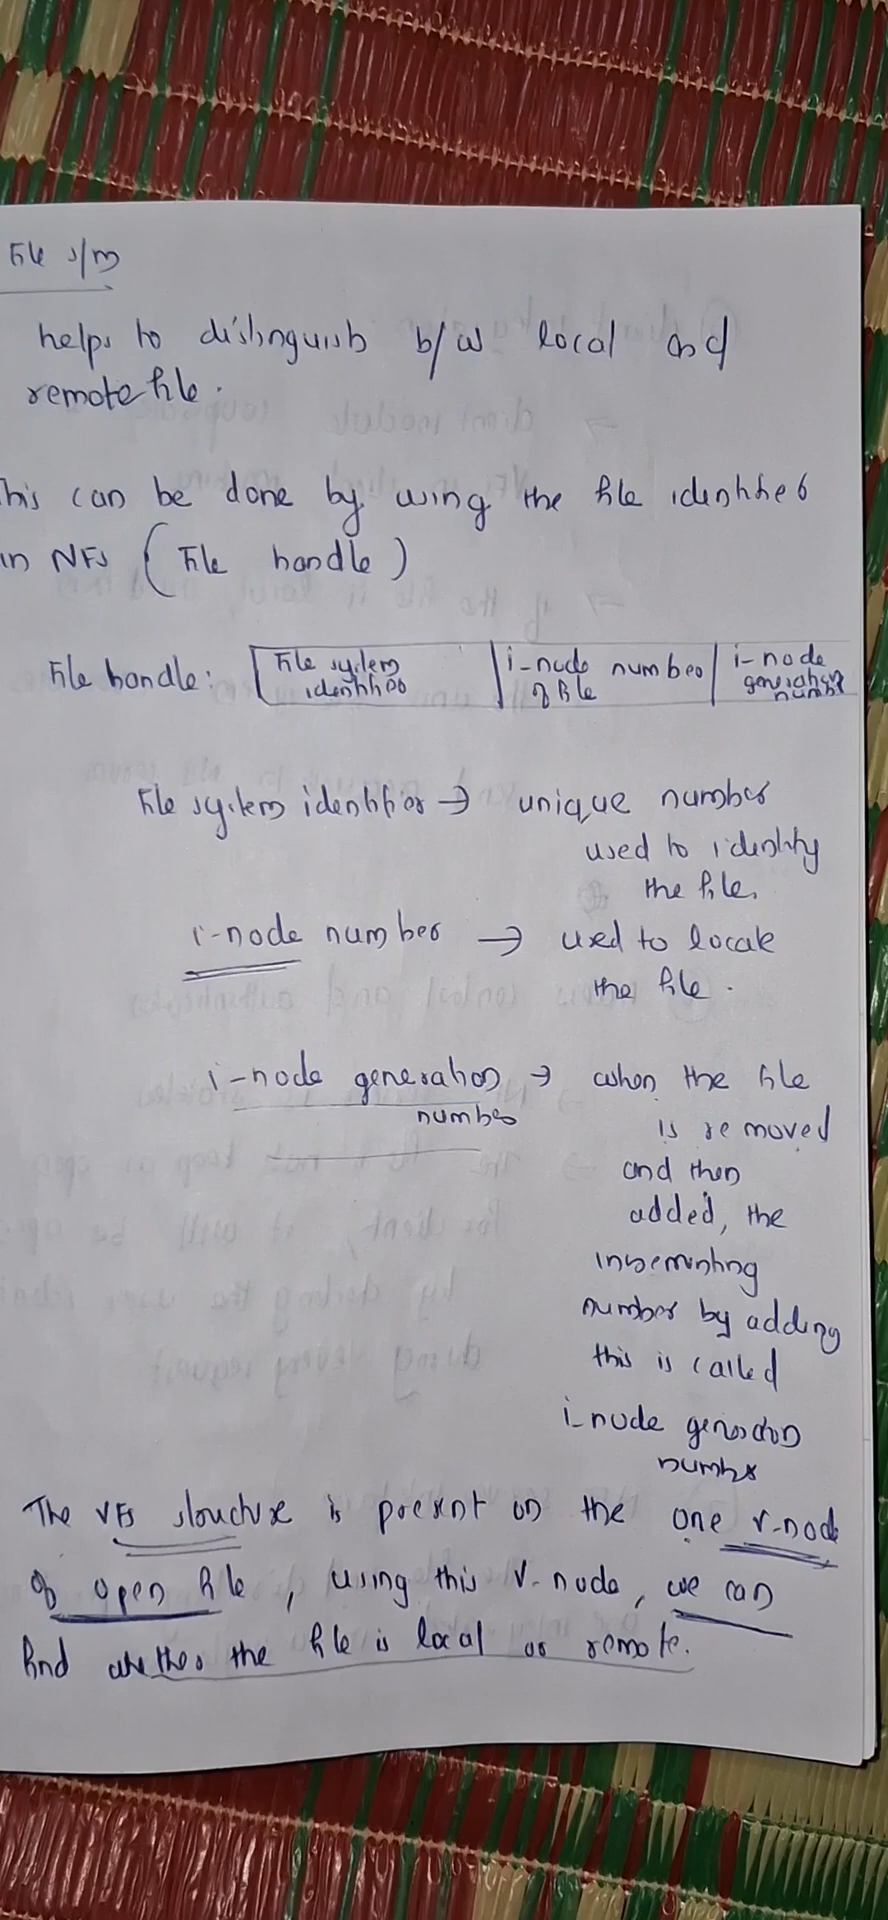 File s/m
helps to distinguish b/w local and
remote file.
his can be done by using the file identifier
in NFS (File handle)
File handle: File system identifier | i-node number of file | i-node generation number
File system identifier → unique number
used to identify
the file.
i-node number → used to locate
the file.
i-node generation → when the file
number
is removed
and then
added, the
incrementing
number by adding
this is called
i-node generation
number
The VFS structure is present on the one v-node
of open file, using this v-node, we can
find whether the file is local or remote.